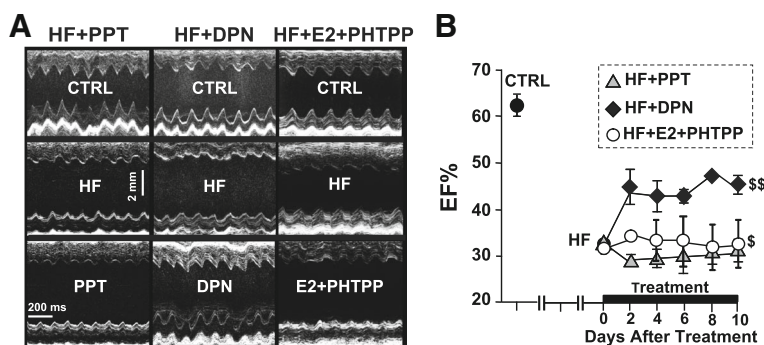 A
HF+PPT HF+DPN HF+E2+PHTPP
CTRL CTRL CTRL
HF HF HF
2 mm
PPT DPN E2+PHTPP
200 ms
B
EF%
70
60
50
40
30
20
CTRL
HF+PPT
HF+DPN
HF+E2+PHTPP
HF
$$
$
Treatment
0 2 4 6 8 10
Days After Treatment